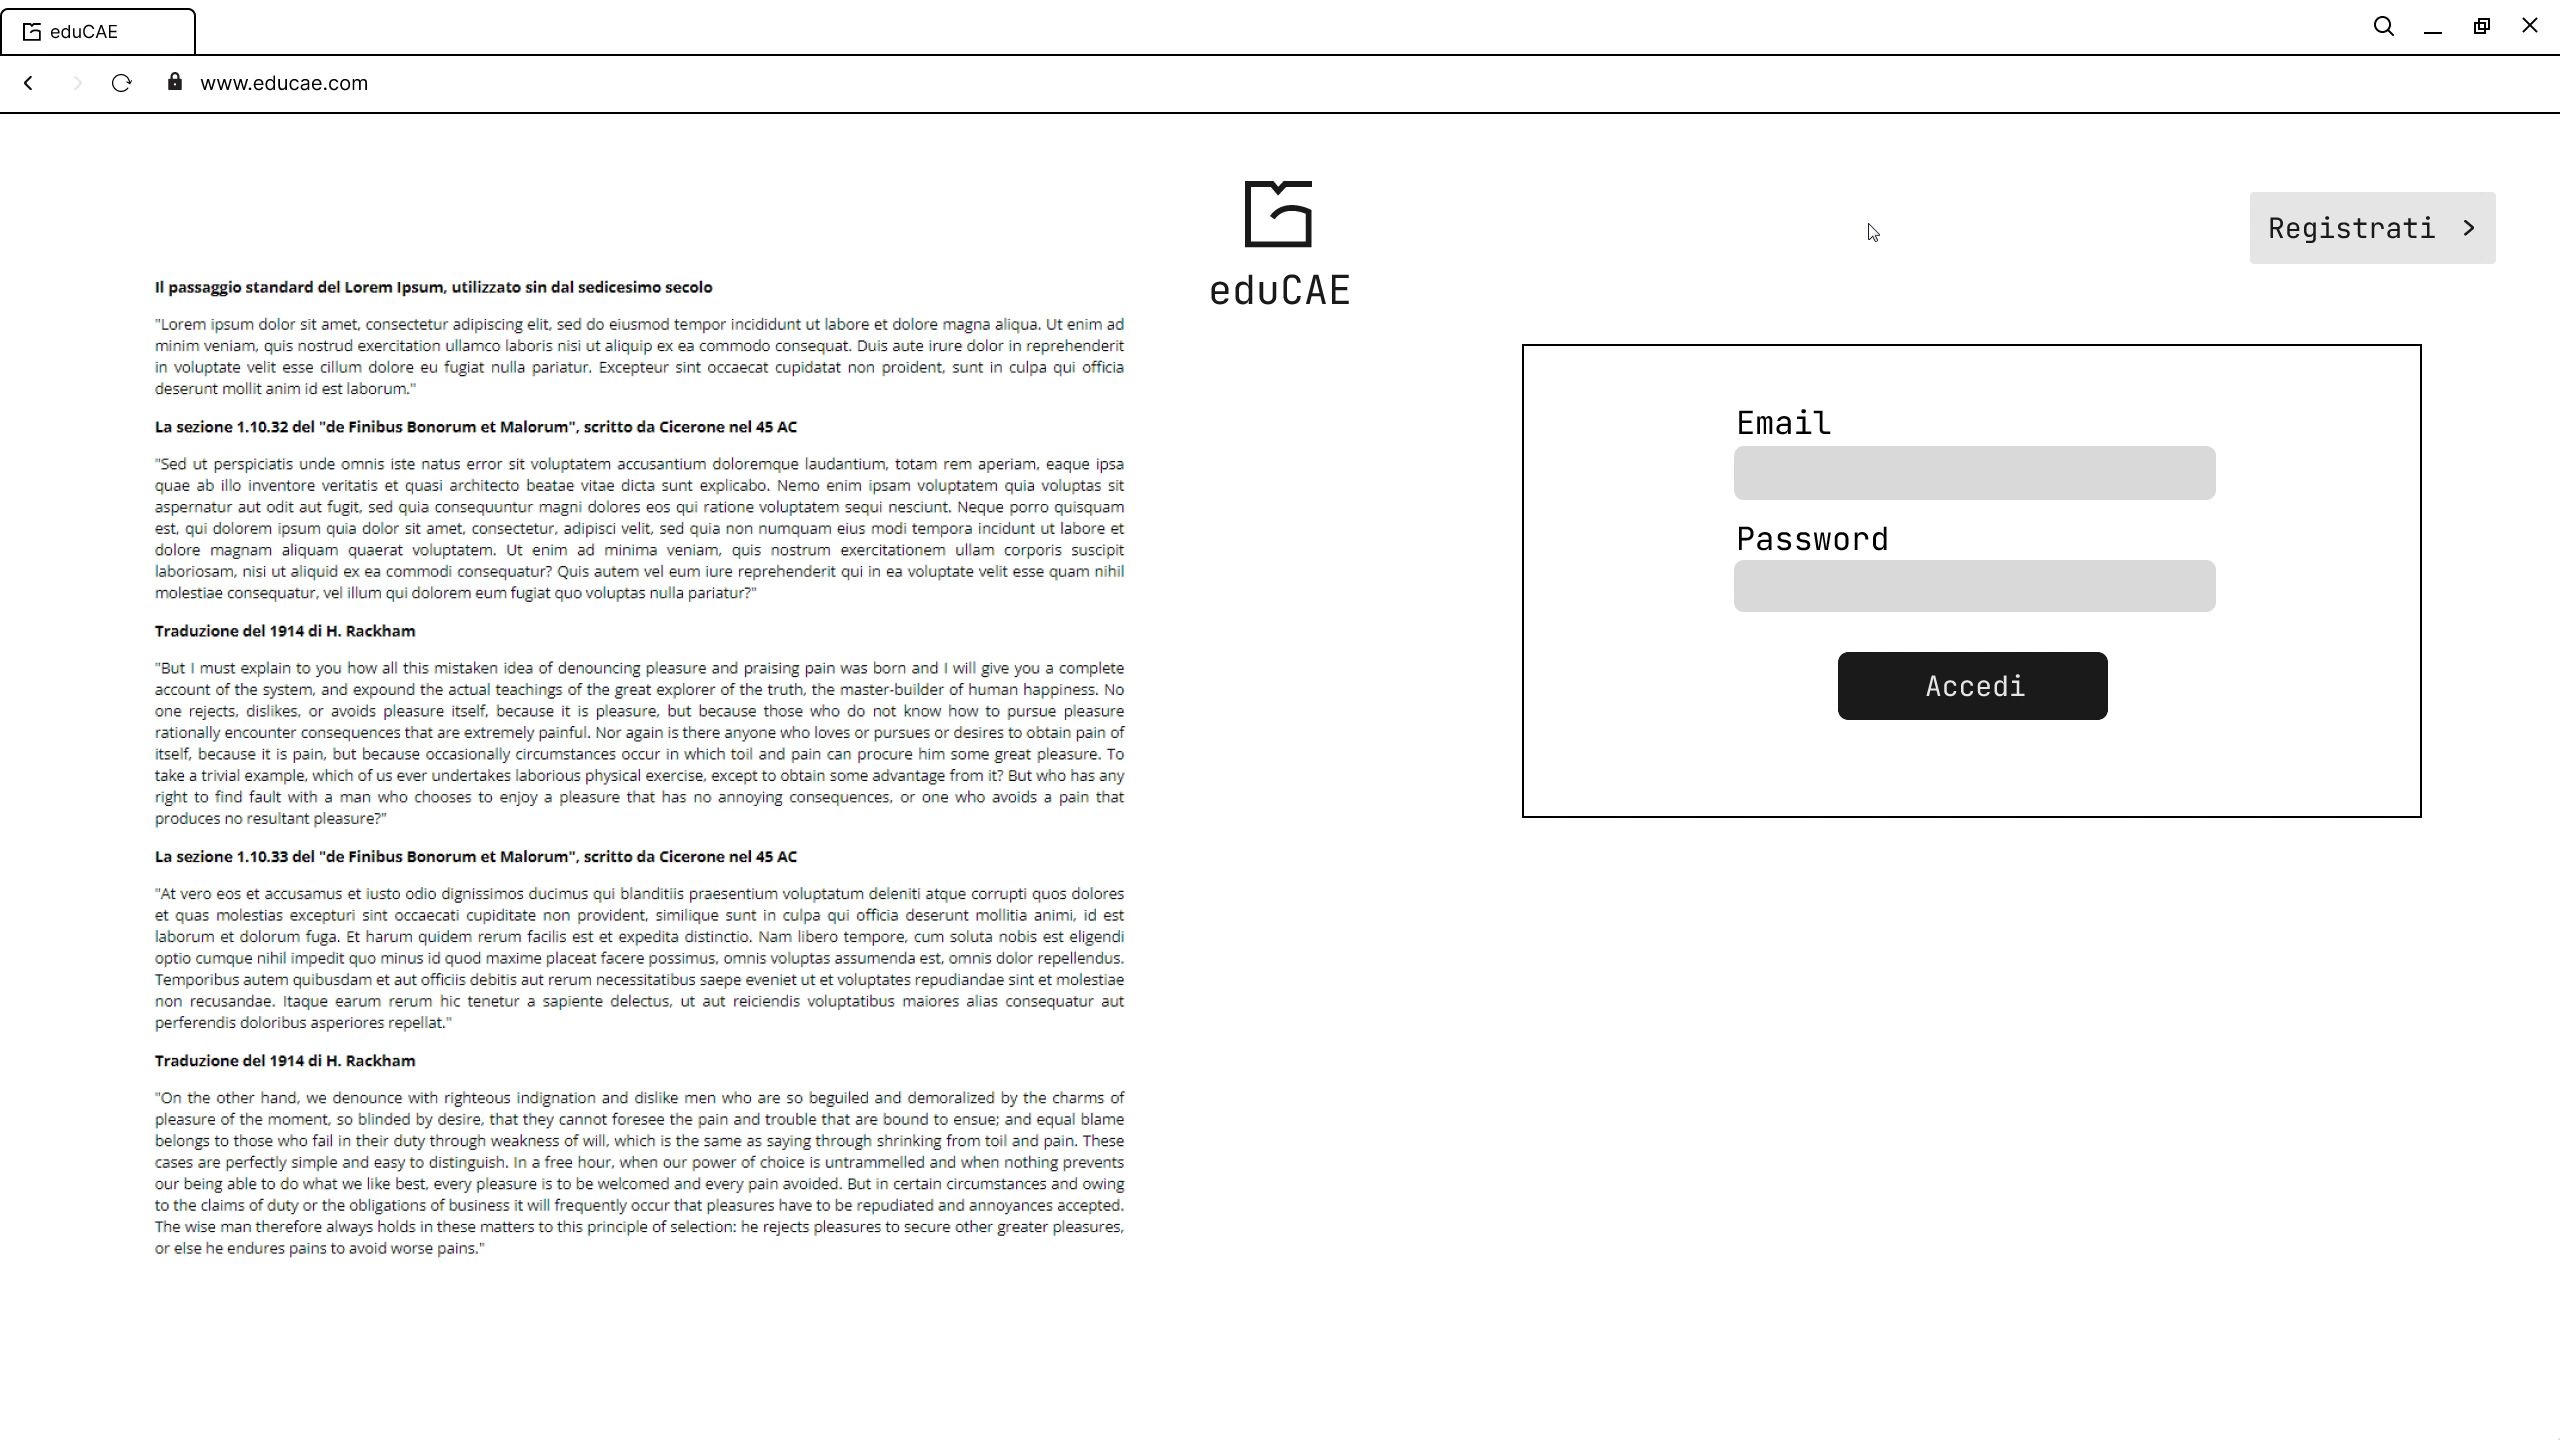 eduCAE
www.educae.com
eduCAE
Registrati
Il passaggio standard del Lorem Ipsum, utilizzato sin dal sedicesimo secolo
"Lorem ipsum dolor sit amet, consectetur adipiscing elit, sed do eiusmod tempor incididunt ut labore et dolore magna aliqua. Ut enim ad
minim veniam, quis nostrud exercitation ullamco laboris nisi ut aliquip ex ea commodo consequat. Duis aute irure dolor in reprehenderit
in voluptate velit esse cillum dolore eu fugiat nulla pariatur. Excepteur sint occaecat cupidatat non proident, sunt in culpa qui officia
deserunt mollit anim id est laborum."
La sezione 1.10.32 del "de Finibus Bonorum et Malorum", scritto da Cicerone nel 45 AC
"Sed ut perspiciatis unde omnis iste natus error sit voluptatem accusantium doloremque laudantium, totam rem aperiam, eaque ipsa
quae ab illo inventore veritatis et quasi architecto beatae vitae dicta sunt explicabo. Nemo enim ipsam voluptatem quia voluptas sit
aspernatur aut odit aut fugit, sed quia consequuntur magni dolores eos qui ratione voluptatem sequi nesciunt. Neque porro quisquam
est, qui dolorem ipsum quia dolor sit amet, consectetur, adipisci velit, sed quia non numquam eius modi tempora incidunt ut labore et
dolore magnam aliquam quaerat voluptatem. Ut enim ad minima veniam, quis nostrum exercitationem ullam corporis suscipit
laboriosam, nisi ut aliquid ex ea commodi consequatur? Quis autem vel eum iure reprehenderit qui in ea voluptate velit esse quam nihil
molestiae consequatur, vel illum qui dolorem eum fugiat quo voluptas nulla pariatur?"
Traduzione del 1914 di H. Rackham
"But I must explain to you how all this mistaken idea of denouncing pleasure and praising pain was born and I will give you a complete
account of the system, and expound the actual teachings of the great explorer of the truth, the master-builder of human happiness. No
one rejects, dislikes, or avoids pleasure itself, because it is pleasure, but because those who do not know how to pursue pleasure
rationally encounter consequences that are extremely painful. Nor again is there anyone who loves or pursues or desires to obtain pain of
itself, because it is pain, but because occasionally circumstances occur in which toil and pain can procure him some great pleasure. To
take a trivial example, which of us ever undertakes laborious physical exercise, except to obtain some advantage from it? But who has any
right to find fault with a man who chooses to enjoy a pleasure that has no annoying consequences, or one who avoids a pain that
produces no resultant pleasure?"
La sezione 1.10.33 del "de Finibus Bonorum et Malorum", scritto da Cicerone nel 45 AC
"At vero eos et accusamus et iusto odio dignissimos ducimus qui blanditiis praesentium voluptatum deleniti atque corrupti quos dolores
et quas molestias excepturi sint occaecati cupiditate non provident, similique sunt in culpa qui officia deserunt mollitia animi, id est
laborum et dolorum fuga. Et harum quidem rerum facilis est et expedita distinctio. Nam libero tempore, cum soluta nobis est eligendi
optio cumque nihil impedit quo minus id quod maxime placeat facere possimus, omnis voluptas assumenda est, omnis dolor repellendus.
Temporibus autem quibusdam et aut officiis debitis aut rerum necessitatibus saepe eveniet ut et voluptates repudiandae sint et molestiae
non recusandae. Itaque earum rerum hic tenetur a sapiente delectus, ut aut reiciendis voluptatibus maiores alias consequatur aut
perferendis doloribus asperiores repellat."
Traduzione del 1914 di H. Rackham
"On the other hand, we denounce with righteous indignation and dislike men who are so beguiled and demoralized by the charms of
pleasure of the moment, so blinded by desire, that they cannot foresee the pain and trouble that are bound to ensue; and equal blame
belongs to those who fail in their duty through weakness of will, which is the same as saying through shrinking from toil and pain. These
cases are perfectly simple and easy to distinguish. In a free hour, when our power of choice is untrammelled and when nothing prevents
our being able to do what we like best, every pleasure is to be welcomed and every pain avoided. But in certain circumstances and owing
to the claims of duty or the obligations of business it will frequently occur that pleasures have to be repudiated and annoyances accepted.
The wise man therefore always holds in these matters to this principle of selection: he rejects pleasures to secure other greater pleasures,
or else he endures pains to avoid worse pains."
Email
Password
Accedi